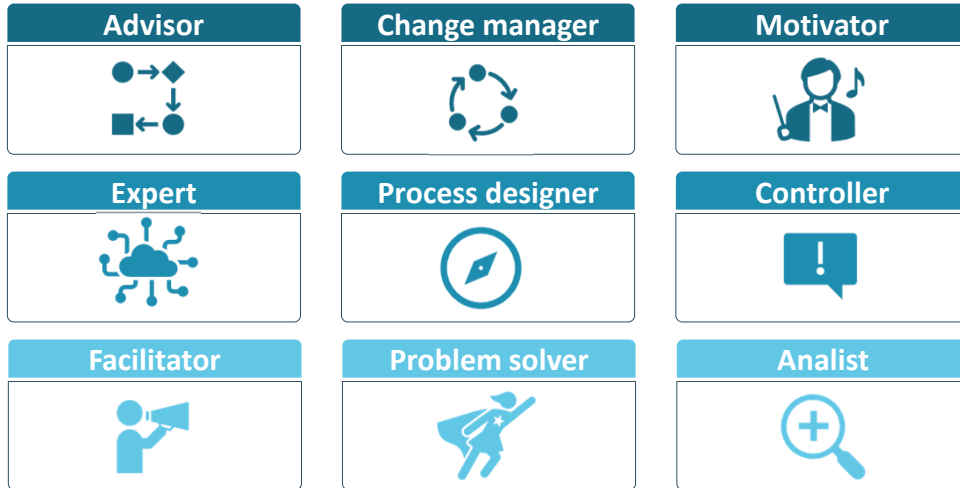 Advisor
Change manager
Motivator
Expert
Process designer
Controller
Facilitator
Problem solver
Analist